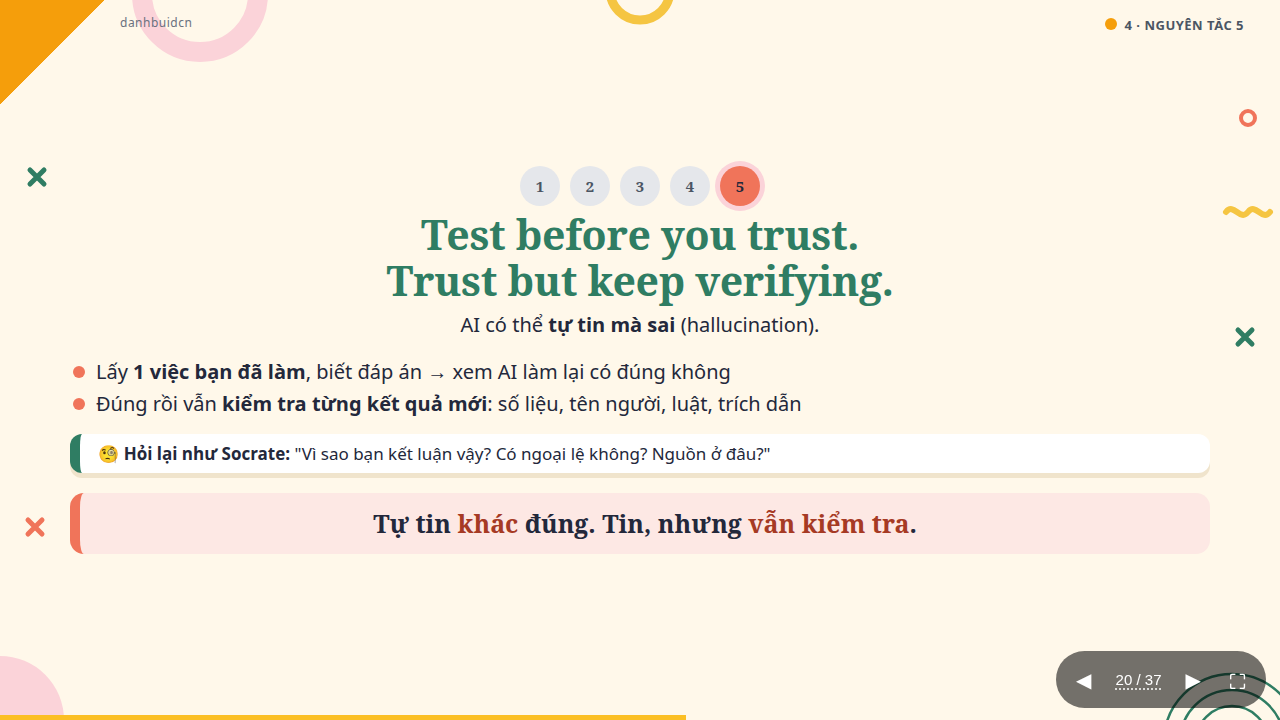 danhbuidcn
4 · NGUYÊN TẮC 5
1 2 3 4 5
Test before you trust.
Trust but keep verifying.
AI có thể tự tin mà sai (hallucination).
Lấy 1 việc bạn đã làm, biết đáp án → xem AI làm lại có đúng không
Đúng rồi vẫn kiểm tra từng kết quả mới: số liệu, tên người, luật, trích dẫn
🧐 Hỏi lại như Socrate: "Vì sao bạn kết luận vậy? Có ngoại lệ không? Nguồn ở đâu?"
Tự tin khác đúng. Tin, nhưng vẫn kiểm tra.
20 / 37